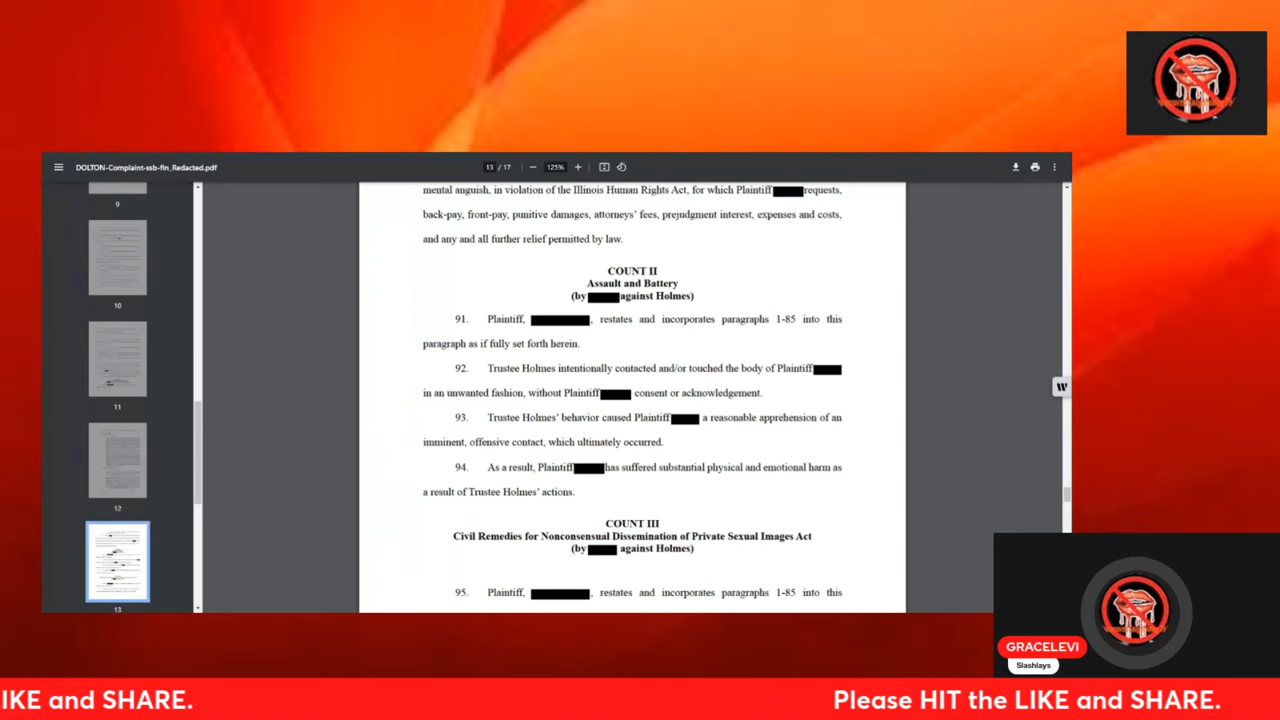 DOLTON-Complaint-ssb-fin_Redacted.pdf
13 / 17
125%
9
10
11
12
13
mental anguish, in violation of the Illinois Human Rights Act, for which Plaintiff requests,
back-pay, front-pay, punitive damages, attorneys' fees, prejudgment interest, expenses and costs,
and any and all further relief permitted by law.
COUNT II
Assault and Battery
(by against Holmes)
91. Plaintiff, , restates and incorporates paragraphs 1-85 into this
paragraph as if fully set forth herein.
92. Trustee Holmes intentionally contacted and/or touched the body of Plaintiff
in an unwanted fashion, without Plaintiff consent or acknowledgement.
93. Trustee Holmes' behavior caused Plaintiff a reasonable apprehension of an
imminent, offensive contact, which ultimately occurred.
94. As a result, Plaintiff has suffered substantial physical and emotional harm as
a result of Trustee Holmes' actions.
COUNT III
Civil Remedies for Nonconsensual Dissemination of Private Sexual Images Act
(by against Holmes)
95. Plaintiff, , restates and incorporates paragraphs 1-85 into this
W
GRACELEVI
Slashlays
IKE and SHARE.
Please HIT the LIKE and SHARE.